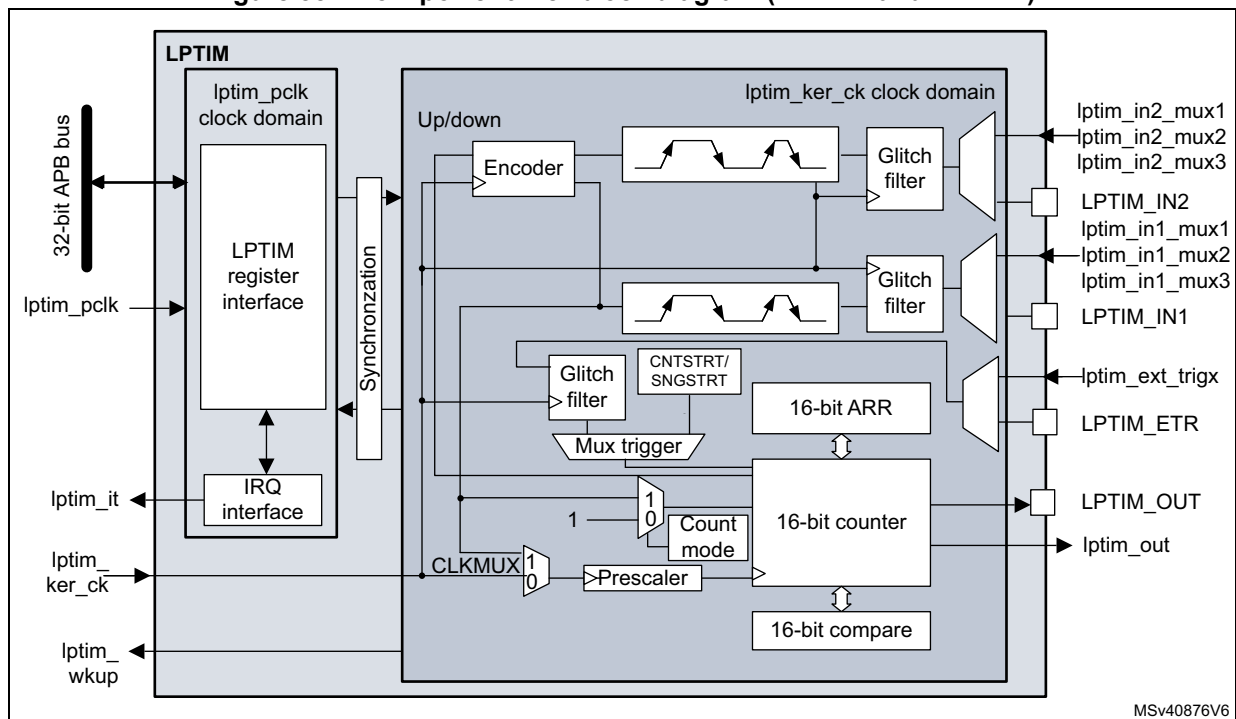 LPTIM
lptim_pclk
clock domain
lptim_ker_ck clock domain
Up/down
32-bit APB bus
LPTIM
register
interface
lptim_pclk
Synchronzation
Encoder
Glitch
filter
lptim_in2_mux1
lptim_in2_mux2
lptim_in2_mux3
LPTIM_IN2
lptim_in1_mux1
lptim_in1_mux2
lptim_in1_mux3
Glitch
filter
LPTIM_IN1
Glitch
filter
CNTSTRT/
SNGSTRT
lptim_ext_trigx
16-bit ARR
LPTIM_ETR
Mux trigger
IRQ
interface
lptim_it
1
1
0
Count
mode
16-bit counter
LPTIM_OUT
lptim_out
lptim_
ker_ck
CLKMUX
1
0
Prescaler
16-bit compare
lptim_
wkup
MSv40876V6